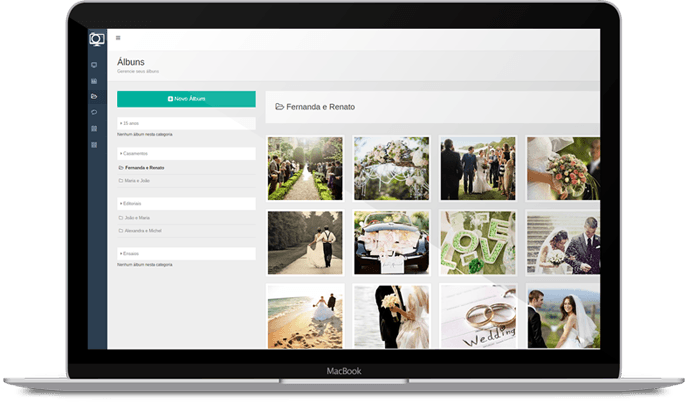 Álbuns
Gerencie seus álbuns
Novo Álbum
Fernanda e Renato
15 anos
Nenhum álbum nesta categoria
Casamentos
Fernanda e Renato
Maria e João
Editoriais
João e Maria
Alexandra e Michel
Ensaios
Nenhum álbum nesta categoria
LOVE
Wedding
MacBook